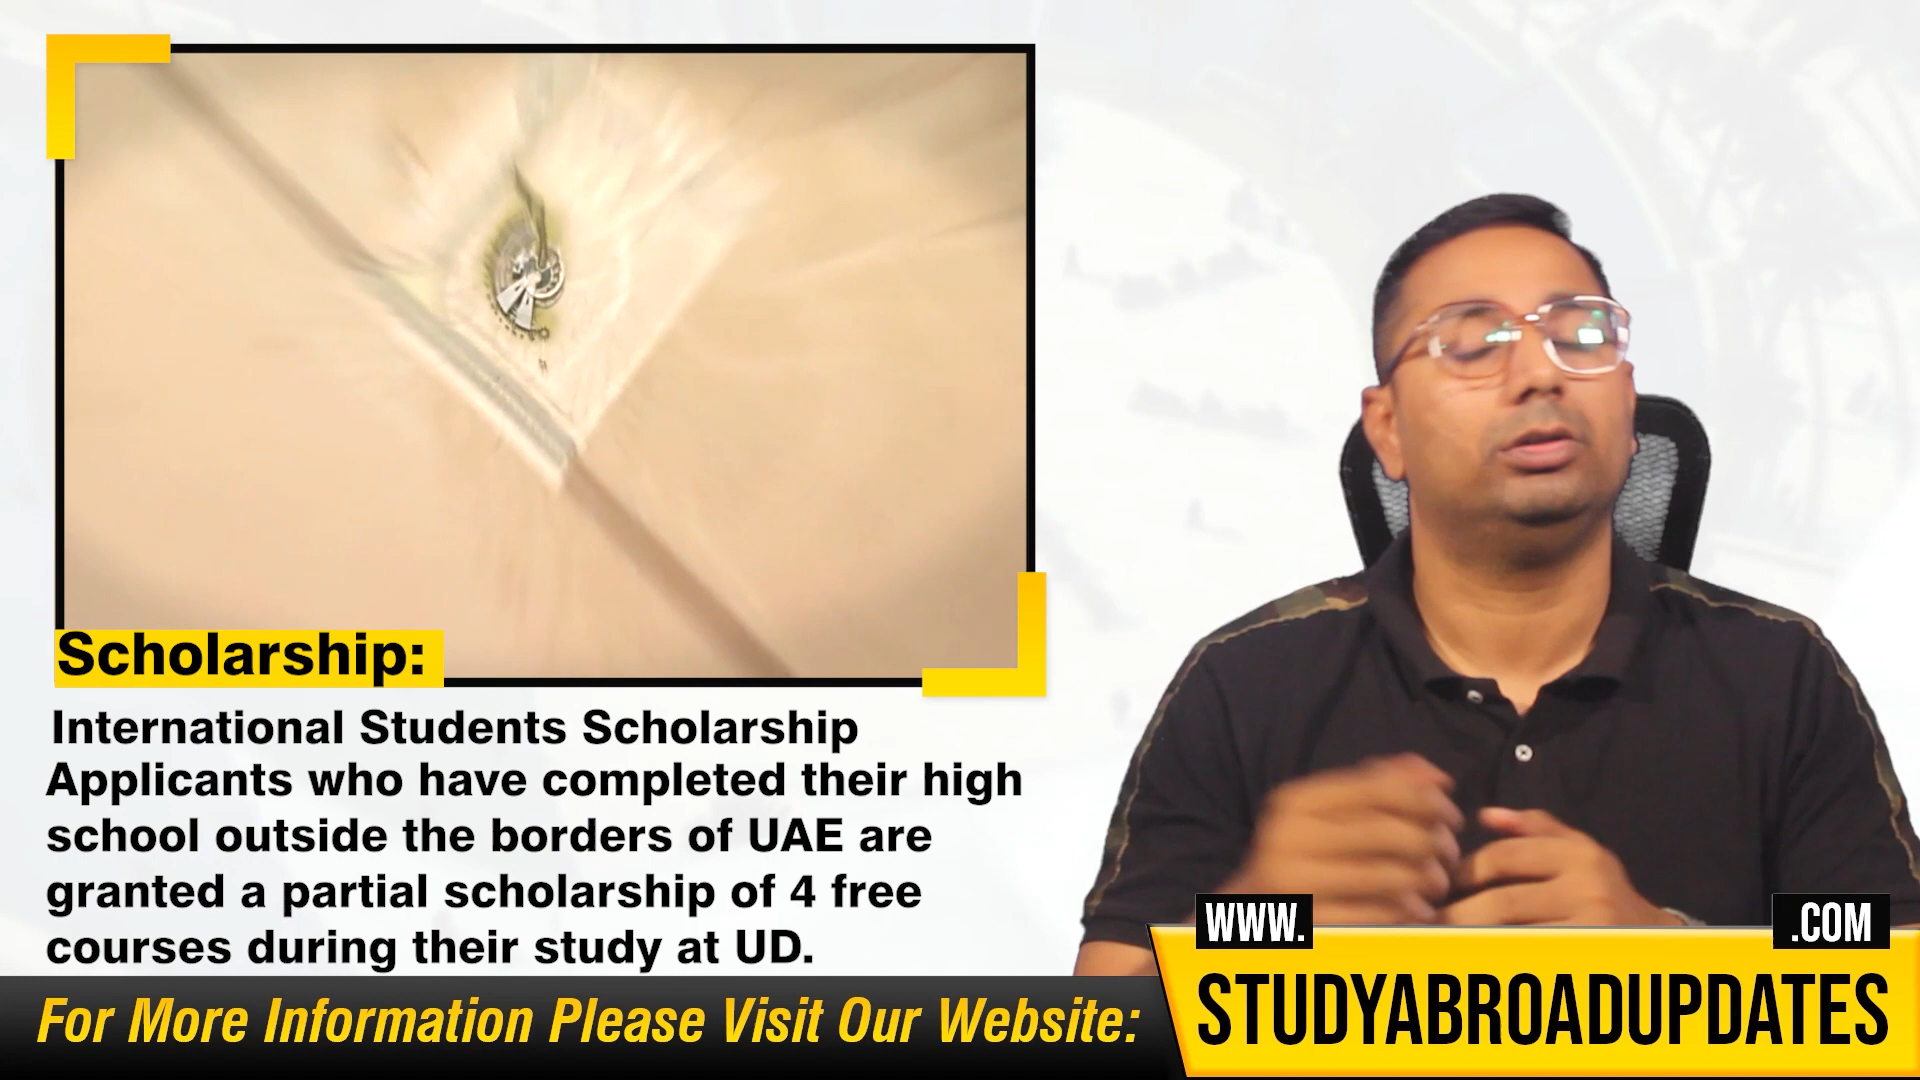 Scholarship:
International Students Scholarship
Applicants who have completed their high
school outside the borders of UAE are
granted a partial scholarship of 4 free
courses during their study at UD.
For More Information Please Visit Our Website:
WWW.
.COM
STUDYABROADUPDATES